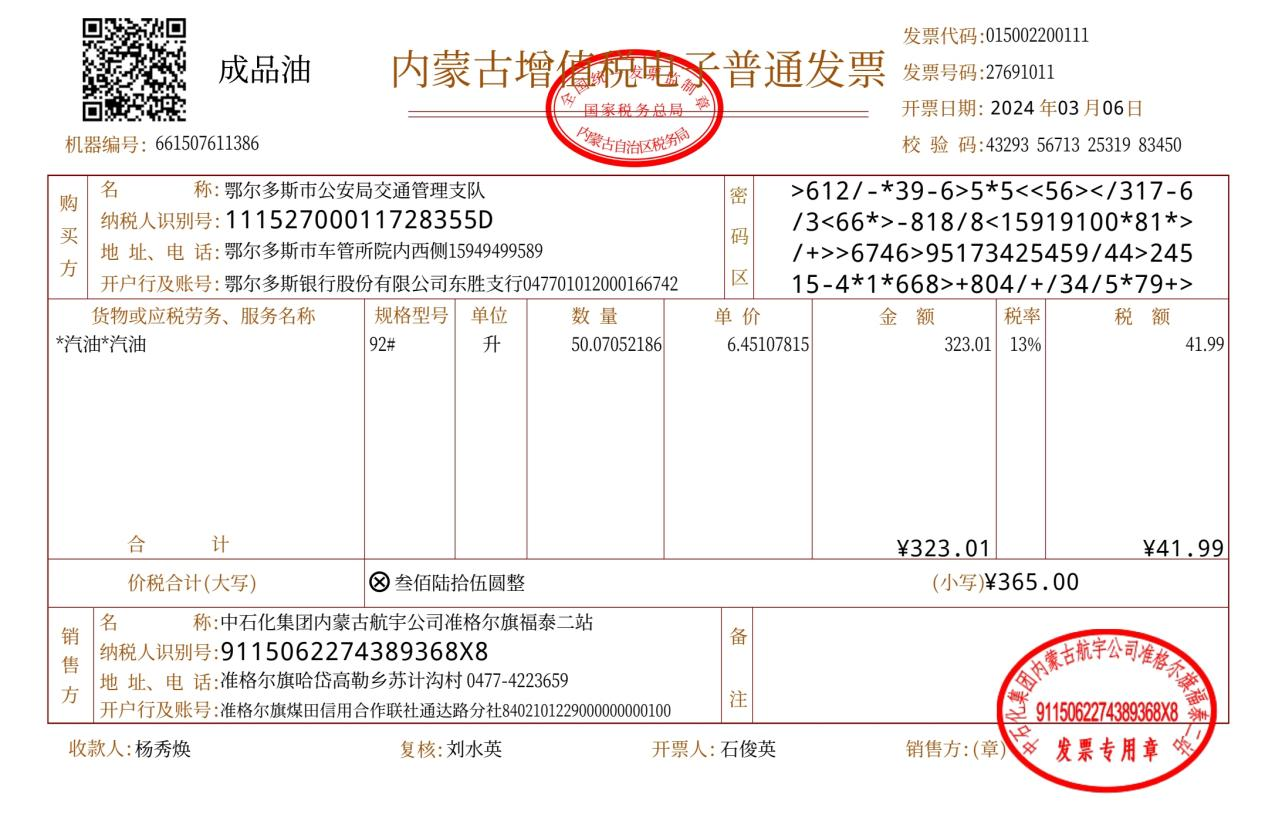 成品油
内蒙古增值税电子普通发票
全国统一发票监制章
国家税务总局
内蒙古自治区税务局
发票代码:015002200111
发票号码:27691011
开票日期: 2024 年03 月06 日
机器编号: 661507611386
校 验 码:43293 56713 25319 83450
购买方
名 称: 鄂尔多斯市公安局交通管理支队
纳税人识别号: 11152700011728355D
地 址、电 话: 鄂尔多斯市车管所院内西侧15949499589
开户行及账号: 鄂尔多斯银行股份有限公司东胜支行047701012000166742
密码区
>612/-*39-6>5*5<<56></317-6
/3<66*>-818/8<15919100*81*>
/+>>6746>95173425459/44>245
15-4*1*668>+804/+/34/5*79+>
货物或应税劳务、服务名称 规格型号 单位 数 量 单 价 金 额 税率 税 额
*汽油*汽油 92# 升 50.07052186 6.45107815 323.01 13% 41.99
合 计 ¥323.01 ¥41.99
价税合计(大写) ⊗ 叁佰陆拾伍圆整 (小写)¥365.00
销售方
名 称:中石化集团内蒙古航宇公司准格尔旗福泰二站
纳税人识别号:9115062274389368X8
地 址、电 话:准格尔旗哈岱高勒乡苏计沟村 0477-4223659
开户行及账号:准格尔旗煤田信用合作联社通达路分社8402101229000000000100
备注
中石化集团内蒙古航宇公司准格尔旗福泰二站
9115062274389368X8
发票专用章
收款人: 杨秀焕 复核: 刘水英 开票人: 石俊英 销售方: (章)